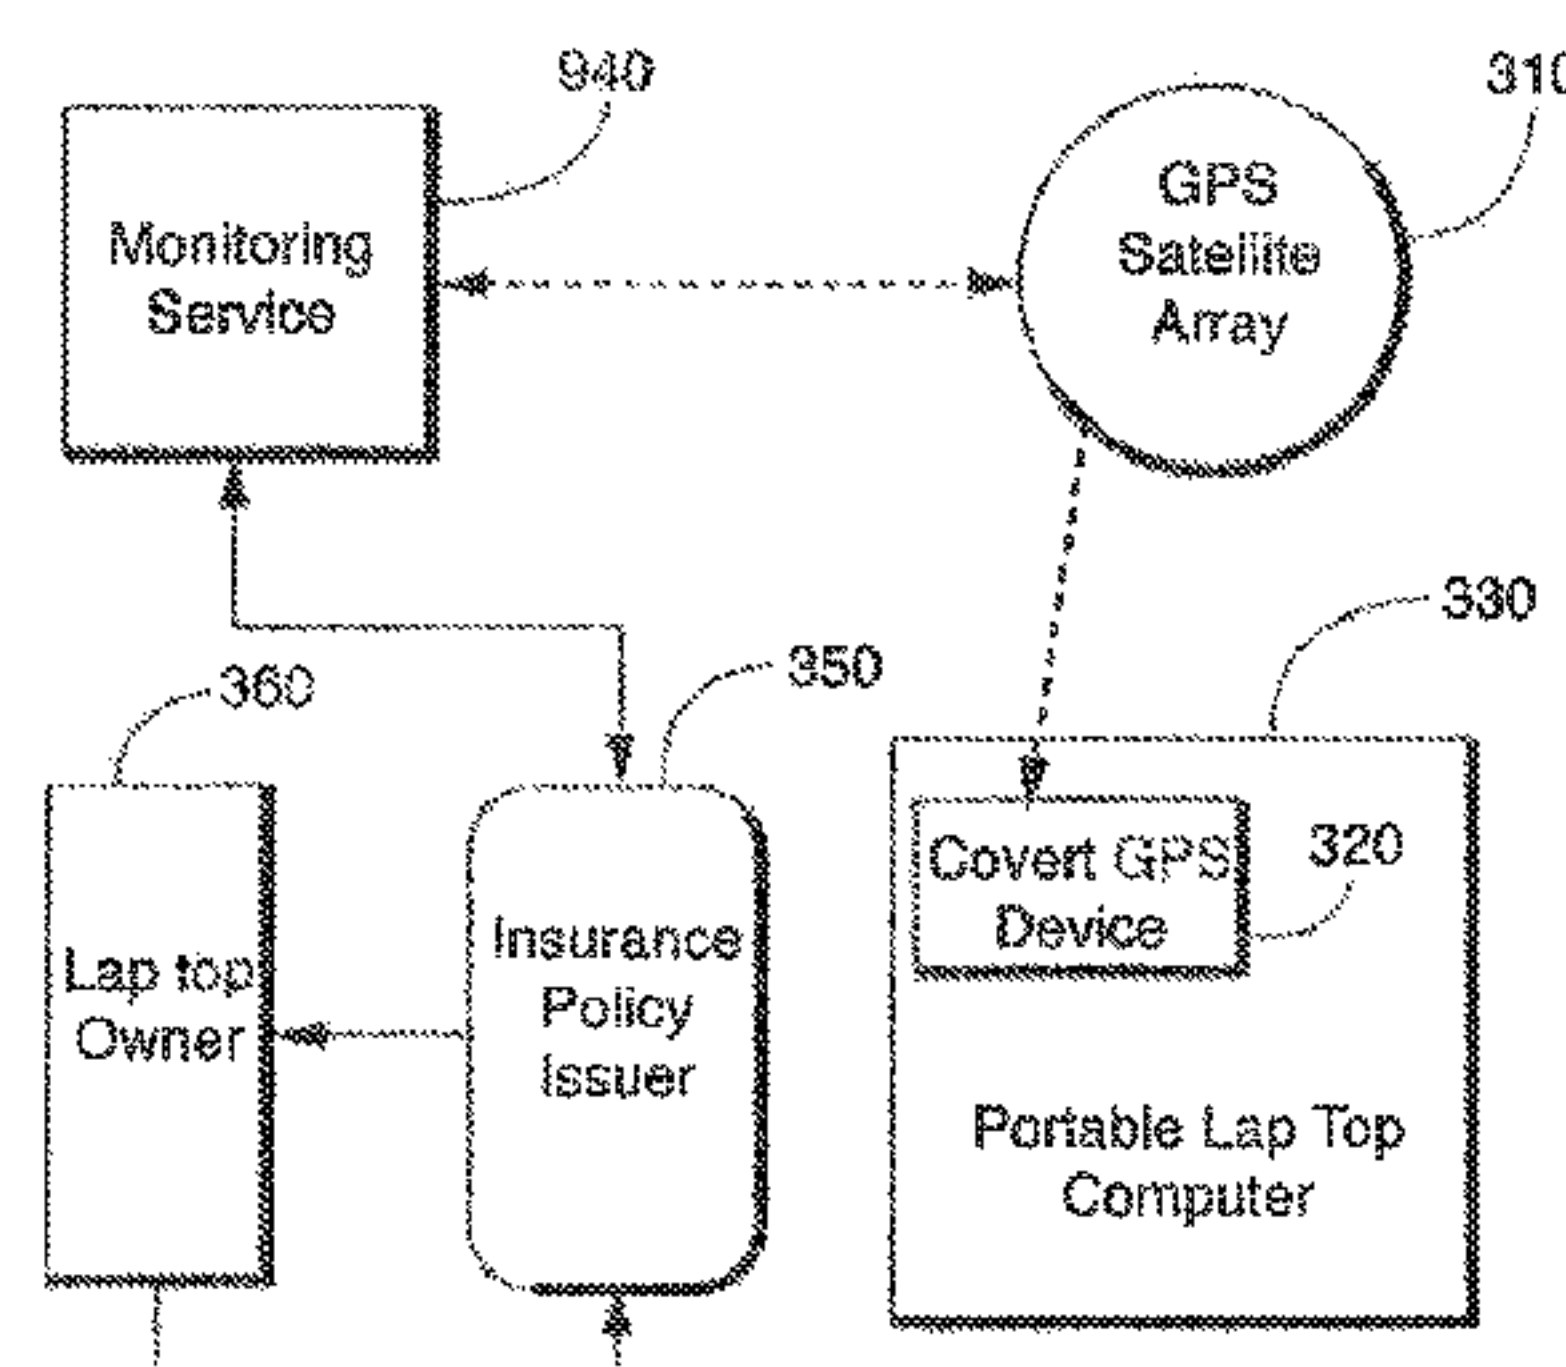 940
310
Monitoring
Service
GPS
Satellite
Array
330
360
350
Covert GPS
Device
320
Lap top
Owner
Insurance
Policy
Issuer
Portable Lap Top
Computer